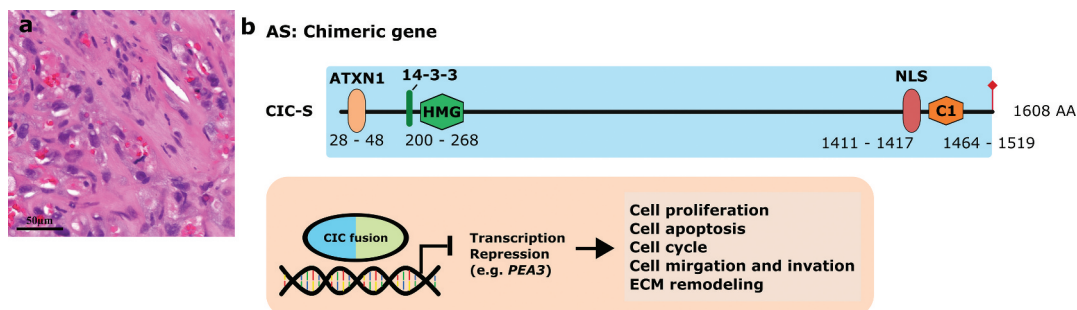 a
50μm
b
AS: Chimeric gene
ATXN1
14-3-3
NLS
CIC-S
HMG
C1
1608 AA
28 - 48
200 - 268
1411 - 1417
1464 - 1519
CIC fusion
Transcription
Repression
(e.g. PEA3)
Cell proliferation
Cell apoptosis
Cell cycle
Cell mirgation and invation
ECM remodeling